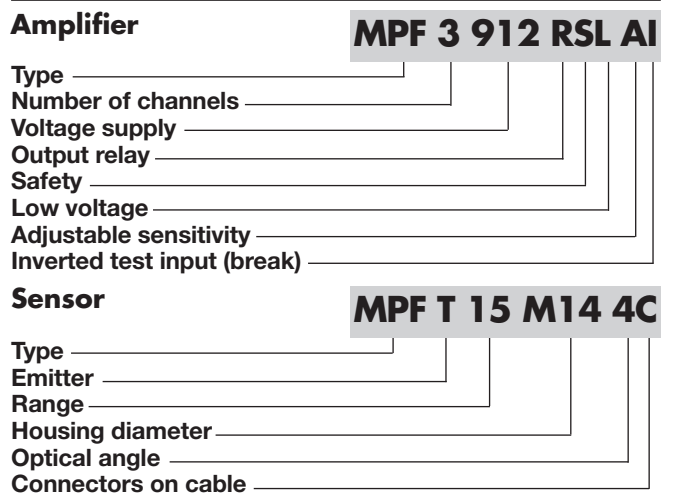 Amplifier
MPF 3 912 RSL AI
Type
Number of channels
Voltage supply
Output relay
Safety
Low voltage
Adjustable sensitivity
Inverted test input (break)
Sensor
MPF T 15 M14 4C
Type
Emitter
Range
Housing diameter
Optical angle
Connectors on cable